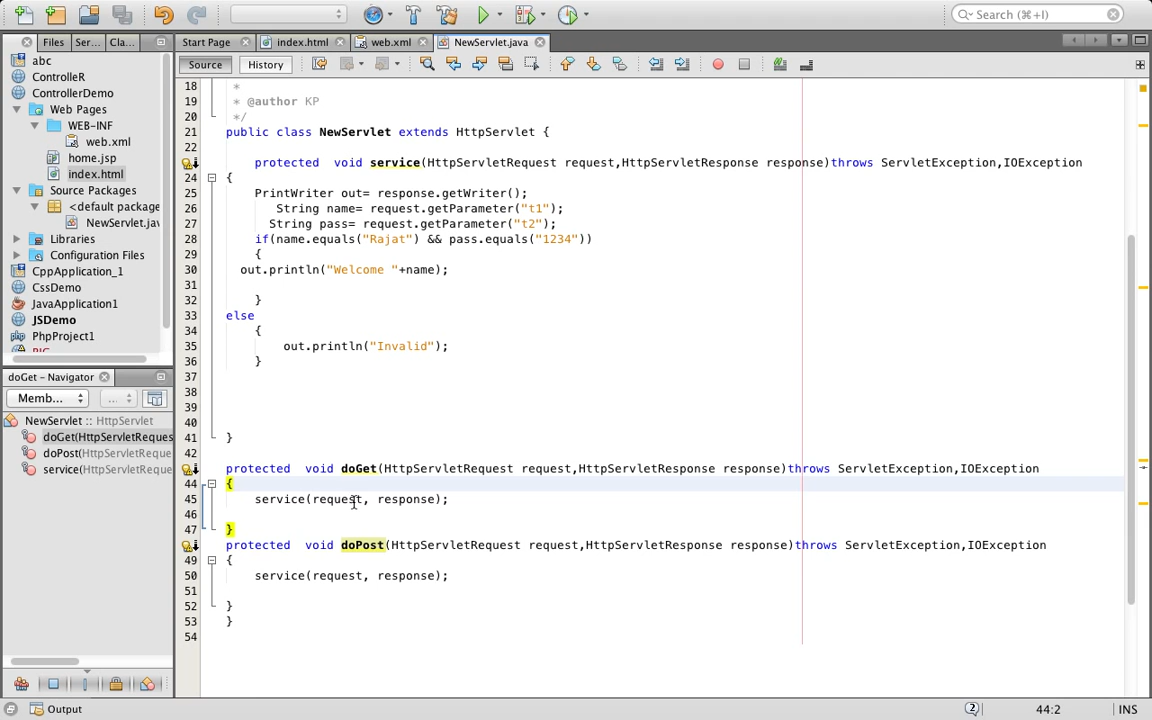 Search (⌘+I)
Files
Ser...
Cla...
Start Page
index.html
web.xml
NewServlet.java
Source
History
abc
ControlleR
ControllerDemo
Web Pages
WEB-INF
web.xml
home.jsp
index.html
Source Packages
<default package
NewServlet.jav
Libraries
Configuration Files
CppApplication_1
CssDemo
JavaApplication1
JSDemo
PhpProject1
doGet – Navigator
Memb...
...
NewServlet :: HttpServlet
doGet(HttpServletReques
doPost(HttpServletReque
service(HttpServletReque
18 *
19 * @author KP
20 */
21 public class NewServlet extends HttpServlet {
22
protected void service(HttpServletRequest request,HttpServletResponse response)throws ServletException,IOException
24 {
25 PrintWriter out= response.getWriter();
26 String name= request.getParameter("t1");
27 String pass= request.getParameter("t2");
28 if(name.equals("Rajat") && pass.equals("1234"))
29 {
30 out.println("Welcome "+name);
31
32 }
33 else
34 {
35 out.println("Invalid");
36 }
37
38
39
40
41 }
42
protected void doGet(HttpServletRequest request,HttpServletResponse response)throws ServletException,IOException
44 {
45 service(request, response);
46
47 }
protected void doPost(HttpServletRequest request,HttpServletResponse response)throws ServletException,IOException
49 {
50 service(request, response);
51
52 }
53 }
54
Output
2
44:2
INS